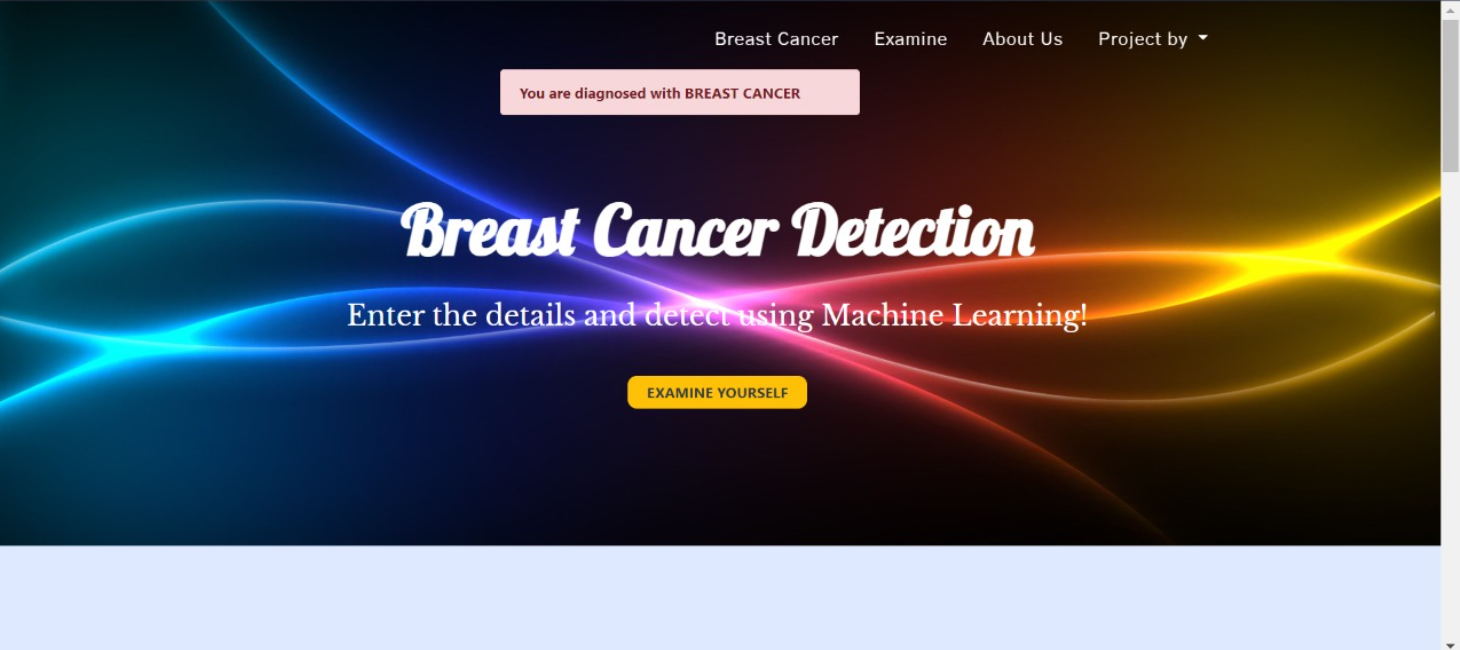 Breast Cancer Examine About Us Project by
You are diagnosed with BREAST CANCER
Breast Cancer Detection
Enter the details and detect using Machine Learning!
EXAMINE YOURSELF